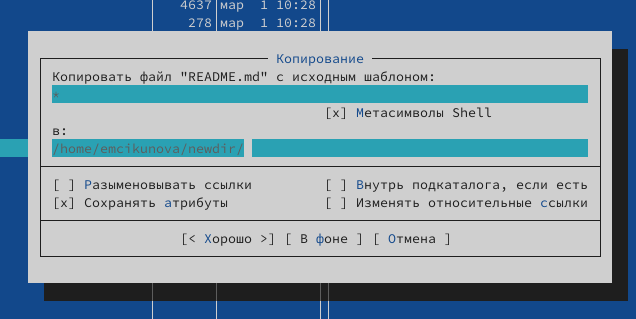 4637 мар 1 10:28
278 мар 1 10:28
Копирование
Копировать файл "README.md" с исходным шаблоном:
*
[x] Метасимволы Shell
в:
/home/emcikunova/newdir/
[ ] Разыменовывать ссылки [ ] Внутрь подкаталога, если есть
[x] Сохранять атрибуты [ ] Изменять относительные ссылки
[< Хорошо >] [ В фоне ] [ Отмена ]